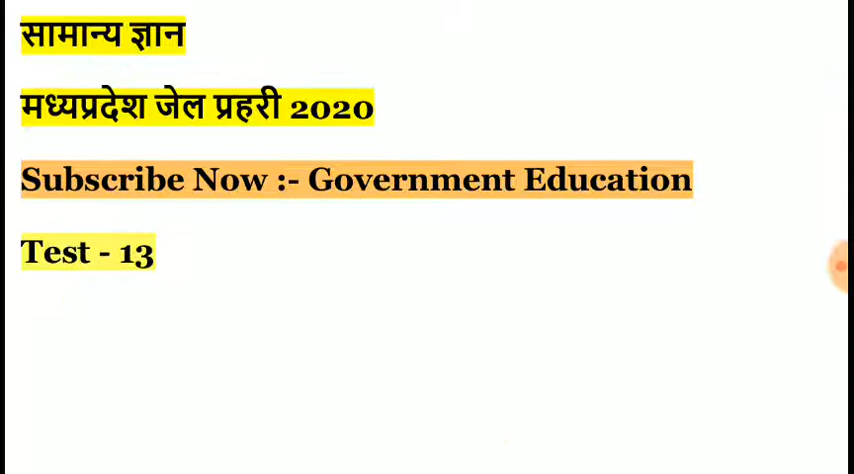 सामान्य ज्ञान
मध्यप्रदेश जेल प्रहरी 2020
Subscribe Now :- Government Education
Test - 13